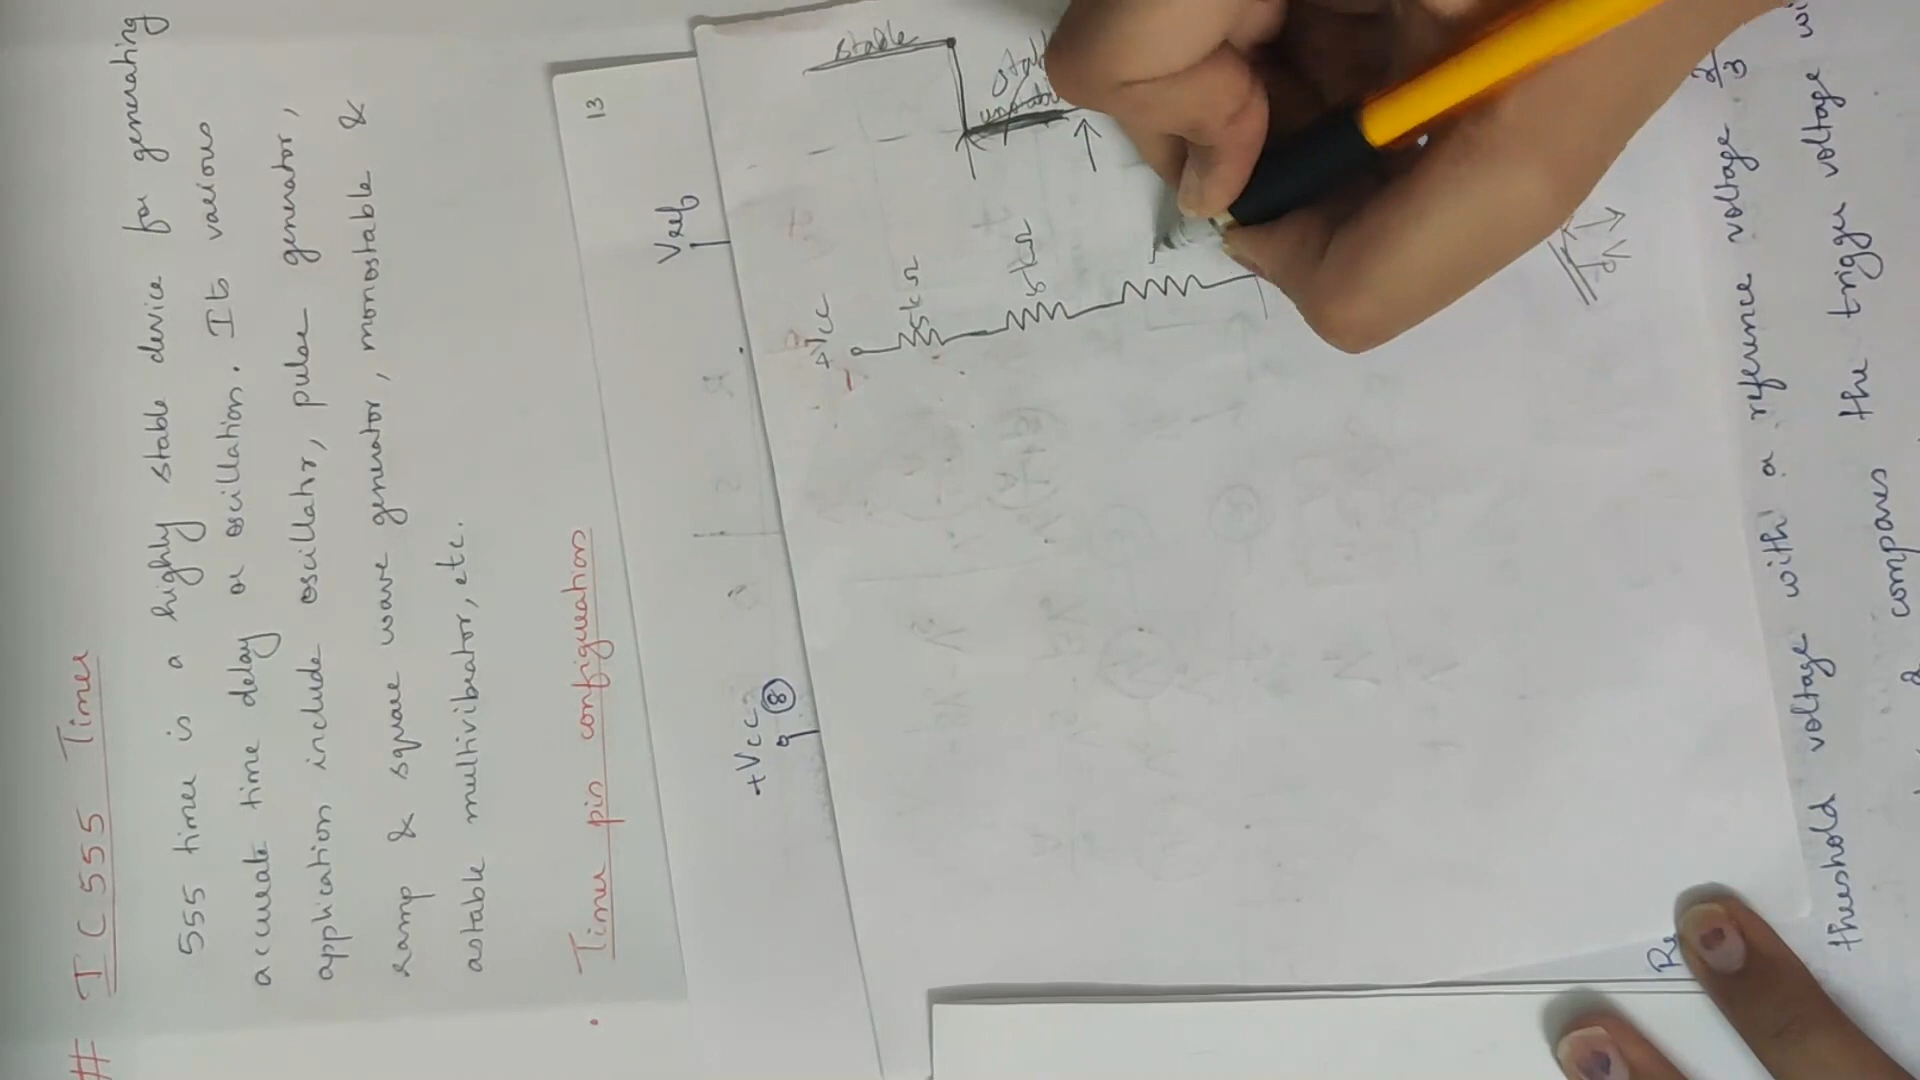 # IC 555 Timer
555 timer is a highly stable device for generating
accurate time delay or oscillation. Its various
application include oscillator, pulse generator,
ramp & square wave generator, monostable &
astable multivibrator, etc.
• Timer pin configuration
13
Vref
+Vcc
8
stable
+Vcc
5kΩ
5kΩ
threshold voltage with a reference voltage 2/3
compares the trigger voltage